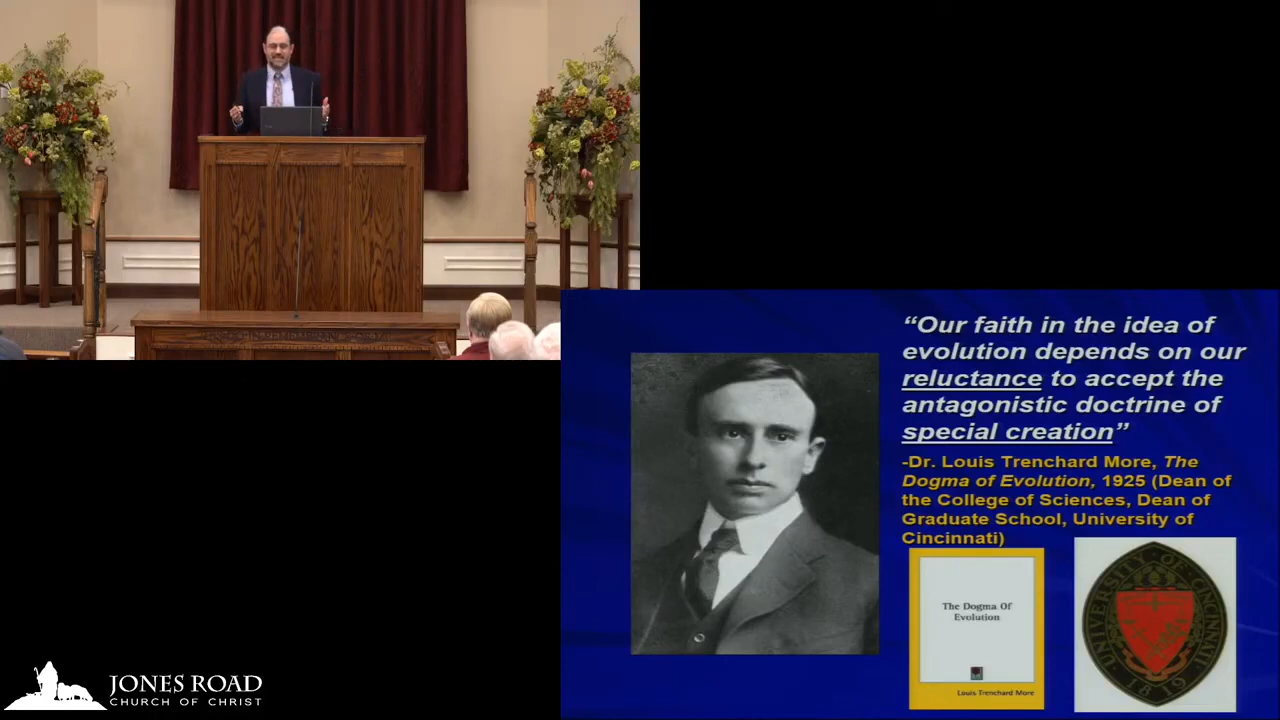 “Our faith in the idea of
evolution depends on our
reluctance to accept the
antagonistic doctrine of
special creation”
-Dr. Louis Trenchard More, The
Dogma of Evolution, 1925 (Dean of
the College of Sciences, Dean of
Graduate School, University of
Cincinnati)
The Dogma Of
Evolution
Louis Trenchard More
UNIVERSITY OF CINCINNATI
1819
JONES ROAD
CHURCH OF CHRIST